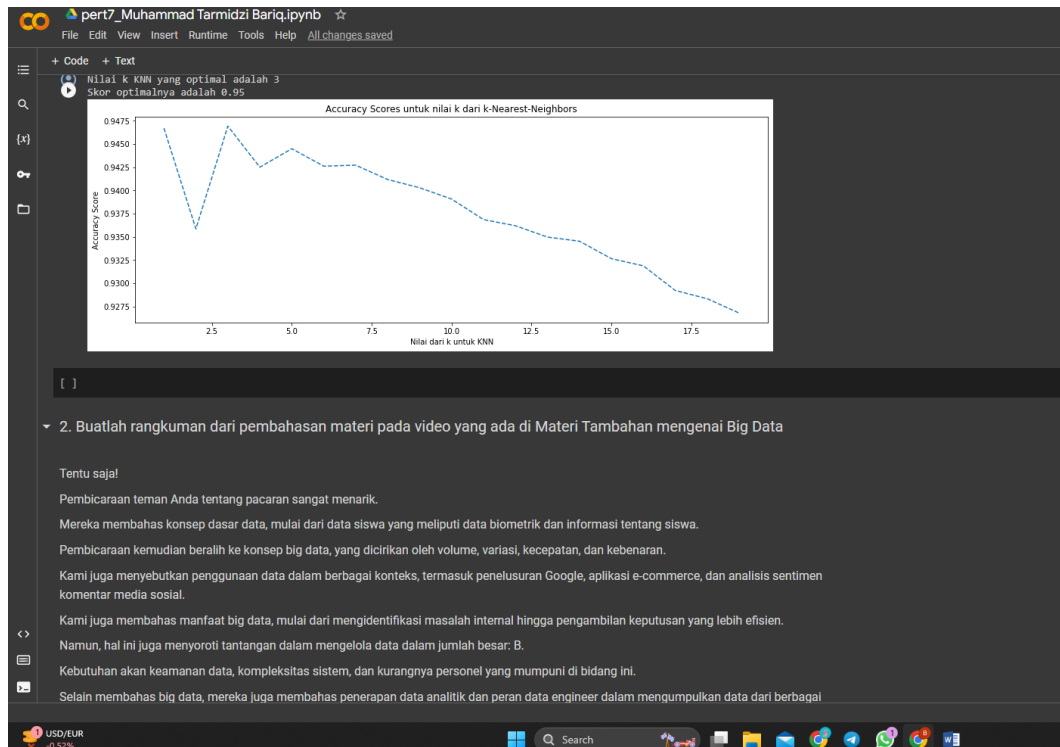 CO
pert7_Muhammad Tarmidzi Bariq.ipynb
File Edit View Insert Runtime Tools Help All changes saved
+ Code + Text
Nilai k KNN yang optimal adalah 3
Skor optimalnya adalah 0.95
Accuracy Scores untuk nilai k dari k-Nearest-Neighbors
0.9475
0.9450
0.9425
0.9400
0.9375
0.9350
0.9325
0.9300
0.9275
Accuracy Score
2.5 5.0 7.5 10.0 12.5 15.0 17.5
Nilai dari k untuk KNN
{x}
[ ]
2. Buatlah rangkuman dari pembahasan materi pada video yang ada di Materi Tambahan mengenai Big Data
Tentu saja!
Pembicaraan teman Anda tentang pacaran sangat menarik.
Mereka membahas konsep dasar data, mulai dari data siswa yang meliputi data biometrik dan informasi tentang siswa.
Pembicaraan kemudian beralih ke konsep big data, yang dicirikan oleh volume, variasi, kecepatan, dan kebenaran.
Kami juga menyebutkan penggunaan data dalam berbagai konteks, termasuk penelusuran Google, aplikasi e-commerce, dan analisis sentimen
komentar media sosial.
Kami juga membahas manfaat big data, mulai dari mengidentifikasi masalah internal hingga pengambilan keputusan yang lebih efisien.
Namun, hal ini juga menyoroti tantangan dalam mengelola data dalam jumlah besar: B.
Kebutuhan akan keamanan data, kompleksitas sistem, dan kurangnya personel yang mumpuni di bidang ini.
Selain membahas big data, mereka juga membahas penerapan data analitik dan peran data engineer dalam mengumpulkan data dari berbagai
1
USD/EUR
-0.52%
Search